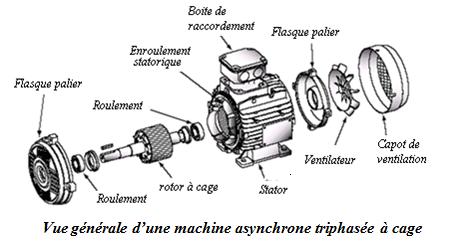 Boîte de
raccordement
Flasque palier
Enroulement
statorique
Roulement
Flasque palier
Capot de
ventilation
Ventilateur
Stator
rotor à cage
Roulement
Vue générale d'une machine asynchrone triphasée à cage